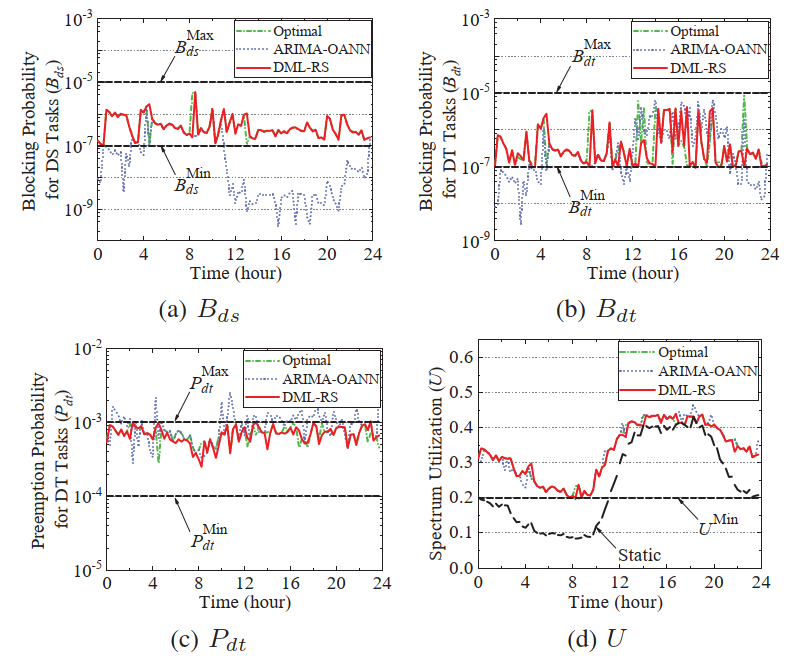 10^-3
10^-5
10^-7
10^-9
Blocking Probability
for DS Tasks (B_ds)
Optimal
ARIMA-OANN
DML-RS
B_ds^Max
B_ds^Min
0 4 8 12 16 20 24
Time (hour)
(a) B_ds
10^-3
10^-5
10^-7
10^-9
Blocking Probability
for DT Tasks (B_dt)
Optimal
ARIMA-OANN
DML-RS
B_dt^Max
B_dt^Min
0 4 8 12 16 20 24
Time (hour)
(b) B_dt
10^-2
10^-3
10^-4
10^-5
Preemption Probability
for DT Tasks (P_dt)
Optimal
ARIMA-OANN
DML-RS
P_dt^Max
P_dt^Min
0 4 8 12 16 20 24
Time (hour)
(c) P_dt
0.6
0.5
0.4
0.3
0.2
0.1
0.0
Spectrum Utilization (U)
Optimal
ARIMA-OANN
DML-RS
U^Min
Static
0 4 8 12 16 20 24
Time (hour)
(d) U